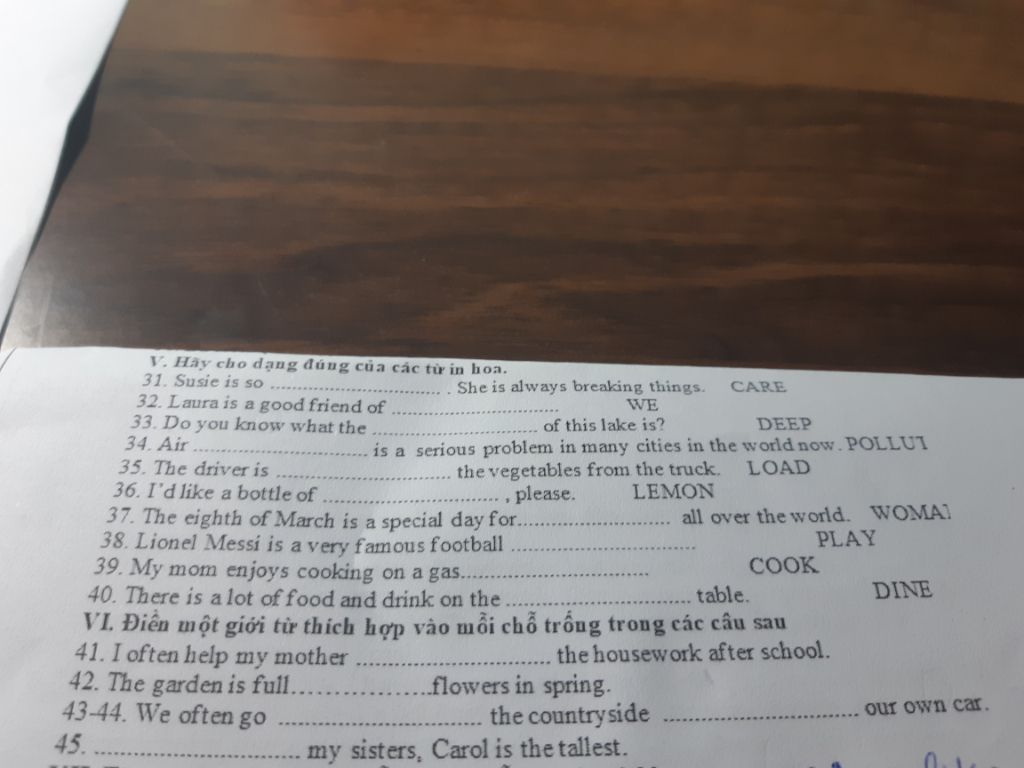 V. Hãy cho dạng đúng của các từ in hoa.
31. Susie is so ............................. . She is always breaking things. CARE
32. Laura is a good friend of ............................. WE
33. Do you know what the ............................. of this lake is? DEEP
34. Air ............................. is a serious problem in many cities in the world now. POLLUT
35. The driver is ............................. the vegetables from the truck. LOAD
36. I'd like a bottle of ............................. , please. LEMON
37. The eighth of March is a special day for............................. all over the world. WOMA
38. Lionel Messi is a very famous football ............................. PLAY
39. My mom enjoys cooking on a gas............................. COOK
40. There is a lot of food and drink on the ............................. table. DINE
VI. Điền một giới từ thích hợp vào mỗi chỗ trống trong các câu sau
41. I often help my mother ............................. the housework after school.
42. The garden is full.......................flowers in spring.
43-44. We often go ............................. the countryside ............................. our own car.
45. ............................. my sisters, Carol is the tallest.